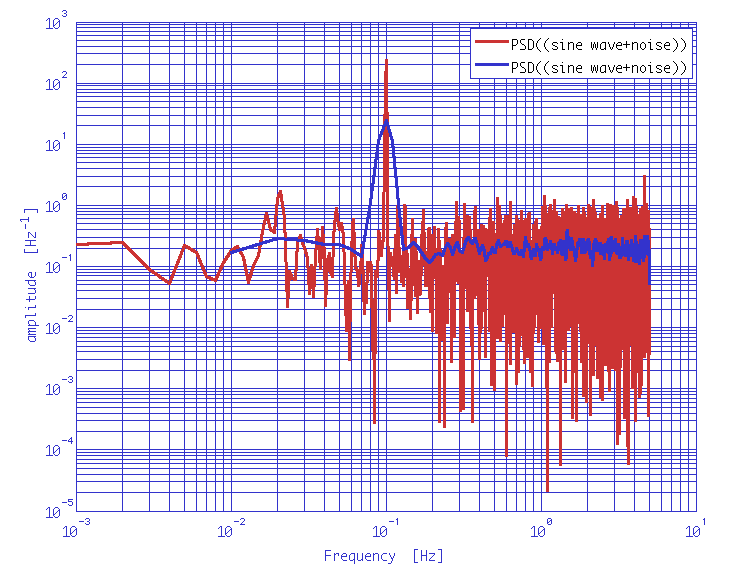 PSD((sine wave+noise))
PSD((sine wave+noise))
10^3
10^2
10^1
10^0
10^-1
10^-2
10^-3
10^-4
10^-5
amplitude [Hz^-1]
10^-3 10^-2 10^-1 10^0 10^1
Frequency [Hz]